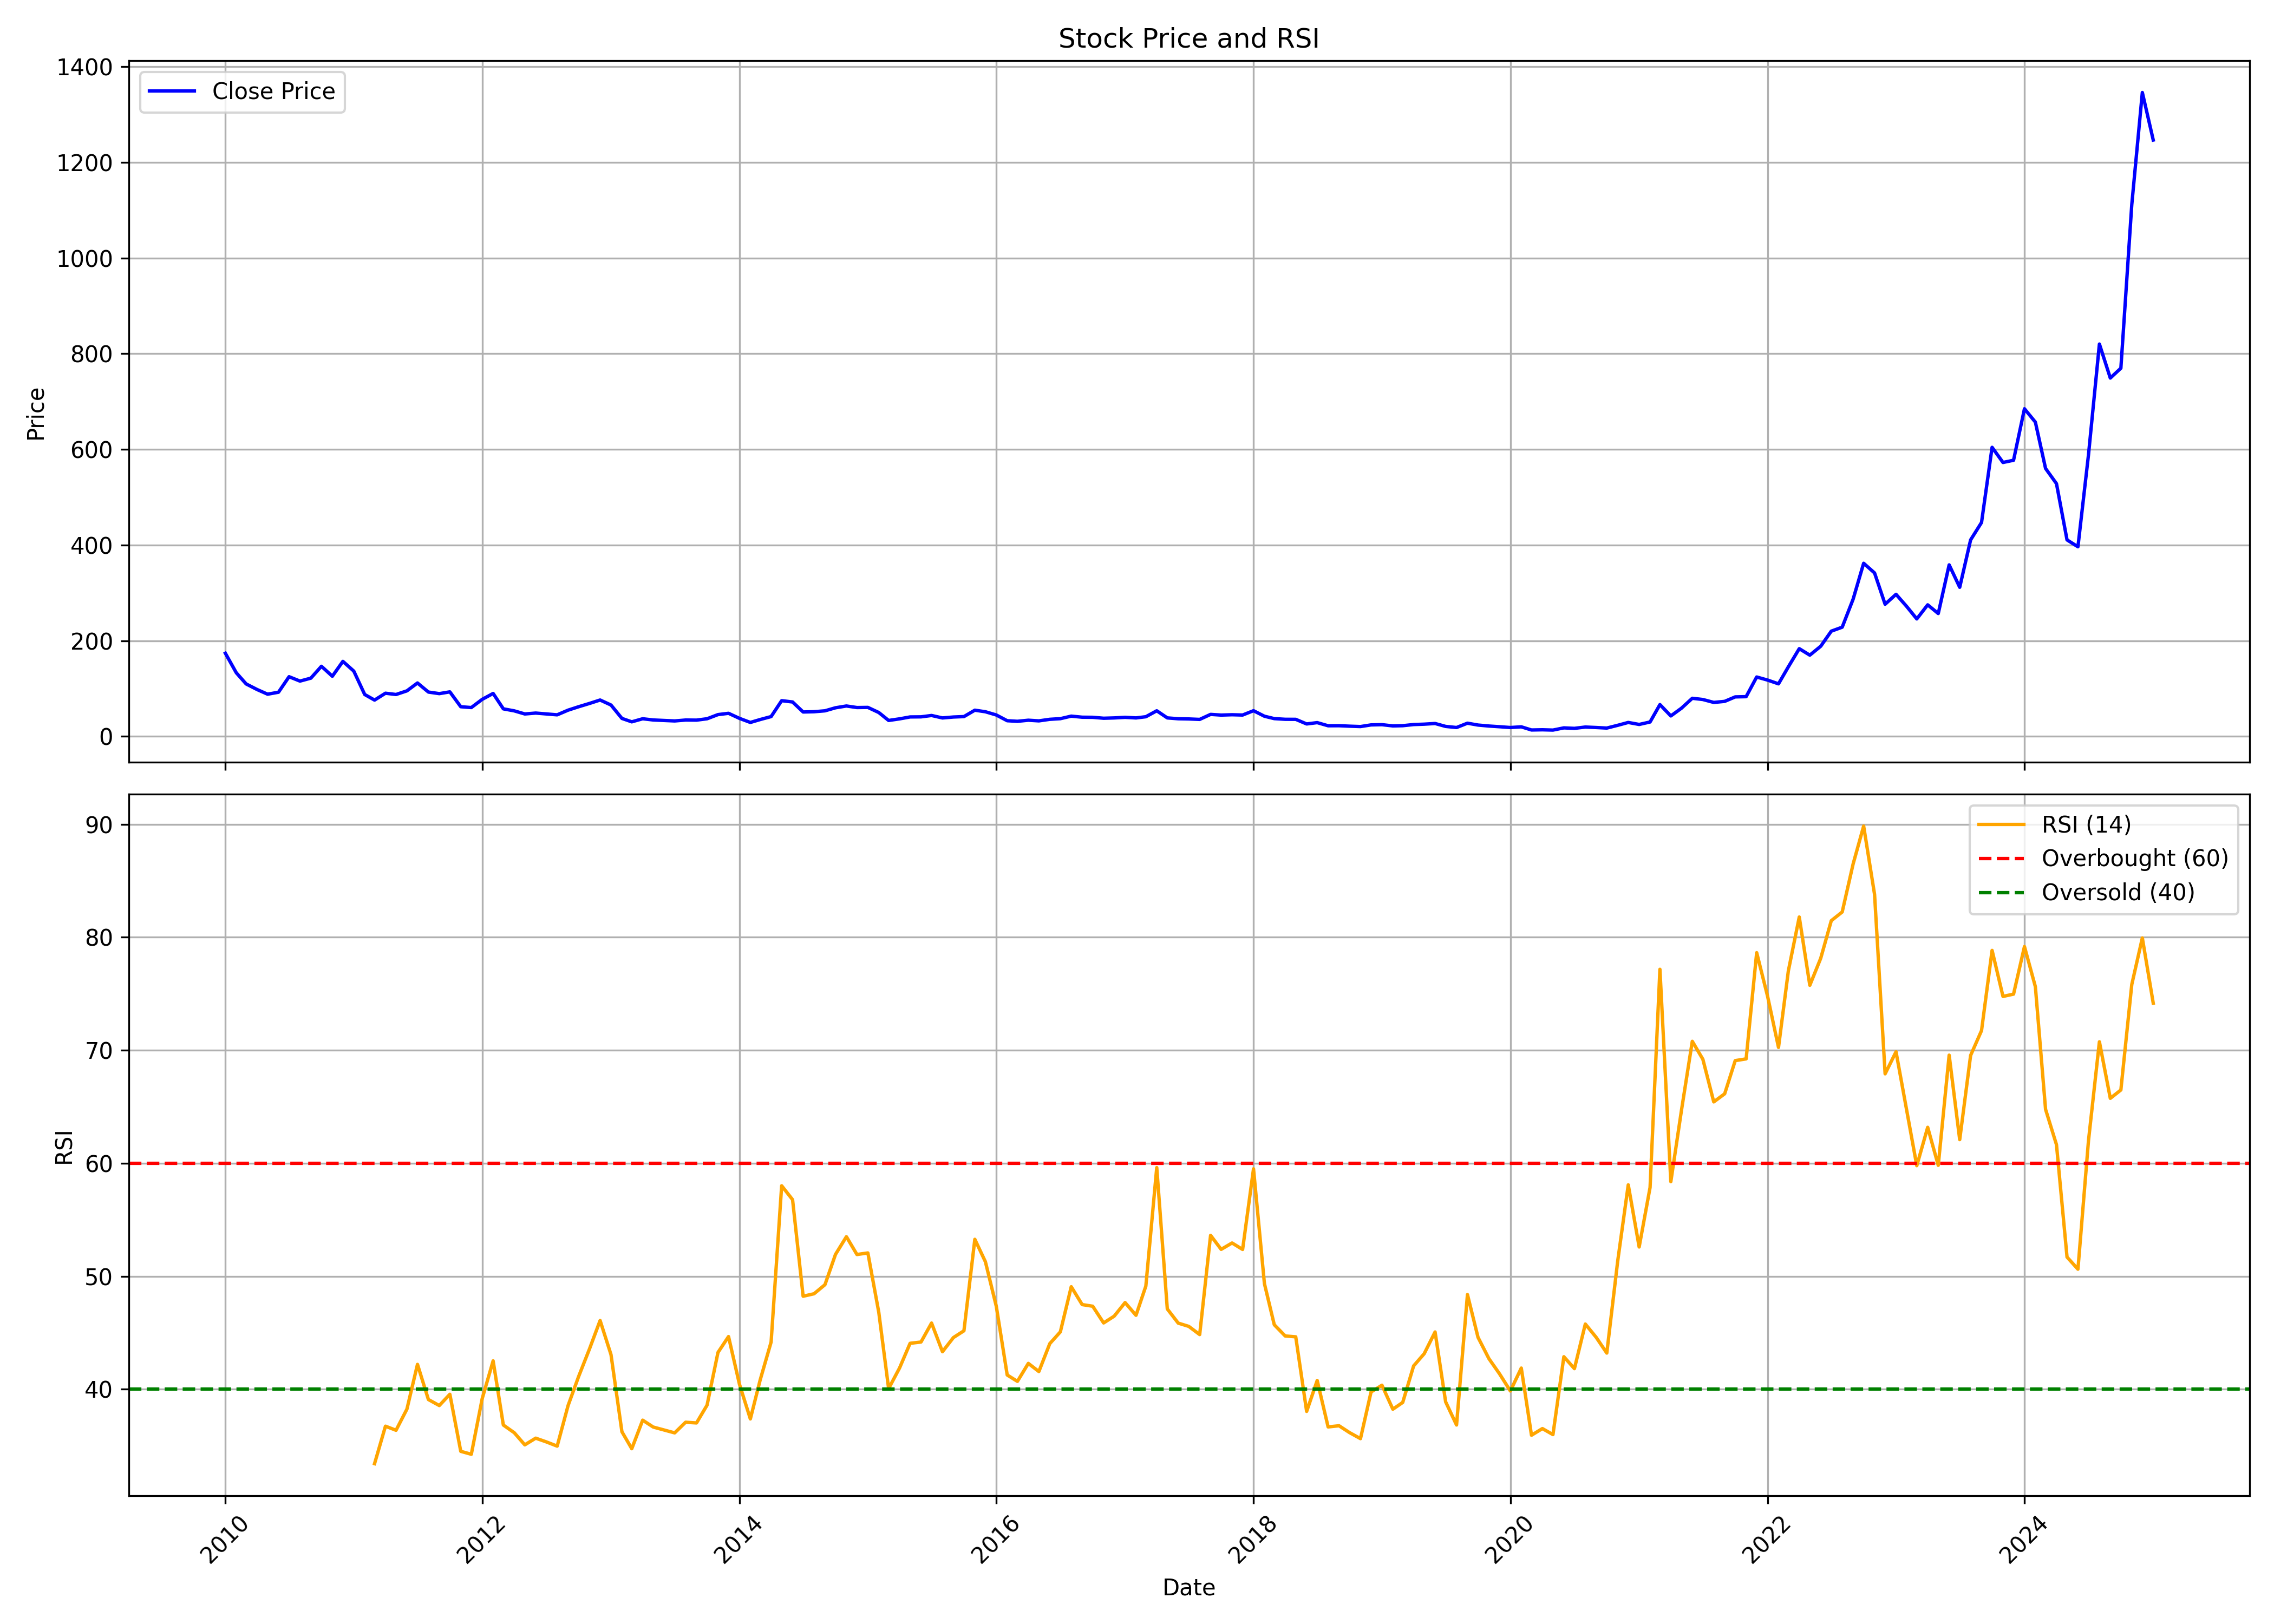 Stock Price and RSI
Close Price
1400
1200
1000
800
600
400
200
0
Price
RSI (14)
Overbought (60)
Oversold (40)
90
80
70
60
50
40
RSI
2010
2012
2014
2016
2018
2020
2022
2024
Date